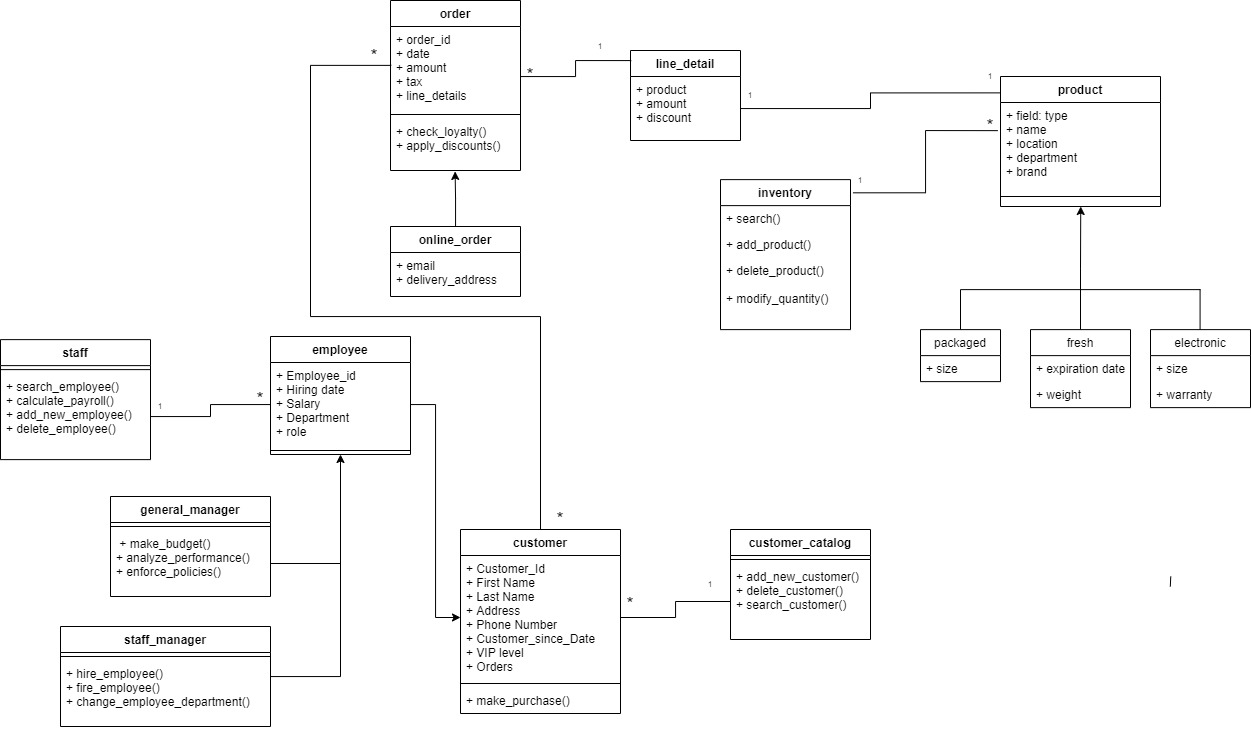 order
+ order_id
+ date
+ amount
+ tax
+ line_details
+ check_loyalty()
+ apply_discounts()
*
*
1
line_detail
+ product
+ amount
+ discount
1
1
product
+ field: type
+ name
+ location
+ department
+ brand
*
1
inventory
+ search()
+ add_product()
+ delete_product()
+ modify_quantity()
online_order
+ email
+ delivery_address
packaged
+ size
fresh
+ expiration date
+ weight
electronic
+ size
+ warranty
staff
+ search_employee()
+ calculate_payroll()
+ add_new_employee()
+ delete_employee()
1
*
employee
+ Employee_id
+ Hiring date
+ Salary
+ Department
+ role
general_manager
+ make_budget()
+ analyze_performance()
+ enforce_policies()
staff_manager
+ hire_employee()
+ fire_employee()
+ change_employee_department()
*
customer
+ Customer_Id
+ First Name
+ Last Name
+ Address
+ Phone Number
+ Customer_since_Date
+ VIP level
+ Orders
+ make_purchase()
*
1
customer_catalog
+ add_new_customer()
+ delete_customer()
+ search_customer()